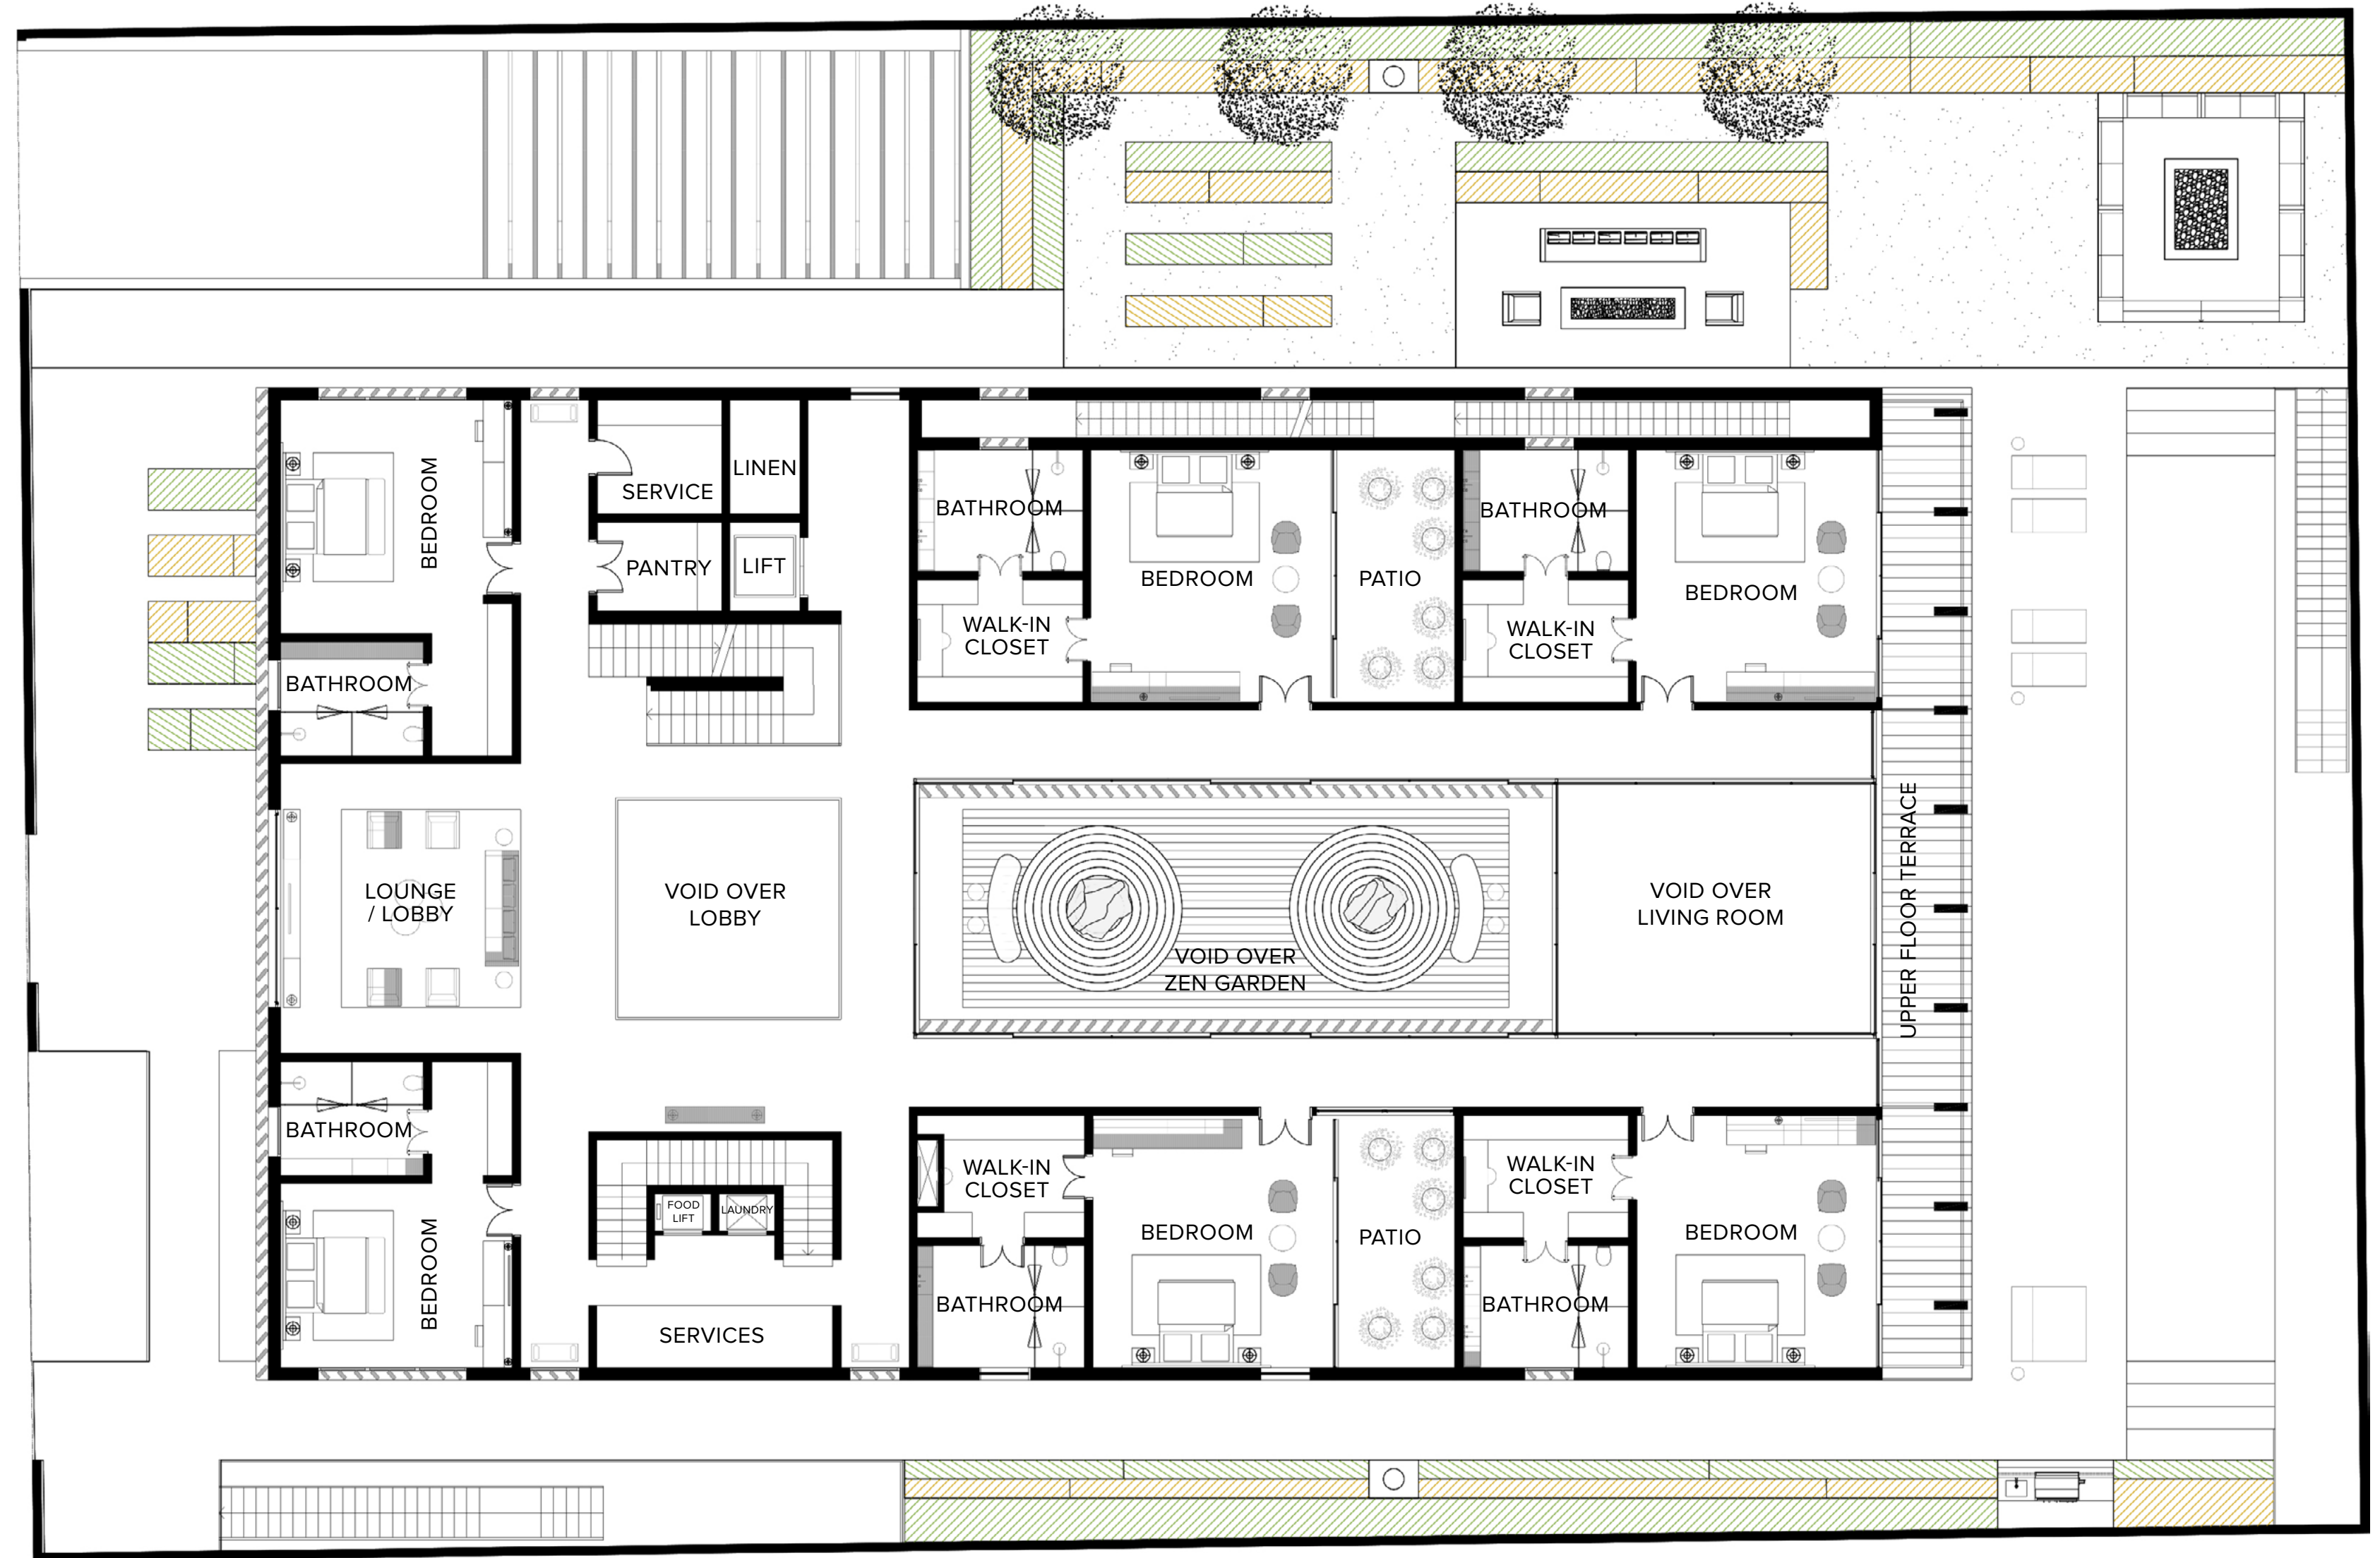 LINEN
SERVICE
BEDROOM
PANTRY
LIFT
BATHROOM
BATHROOM
BATHROOM
BEDROOM
PATIO
BEDROOM
WALK-IN
CLOSET
WALK-IN
CLOSET
LOUNGE
/ LOBBY
VOID OVER
LOBBY
VOID OVER
ZEN GARDEN
VOID OVER
LIVING ROOM
UPPER FLOOR TERRACE
BATHROOM
BEDROOM
FOOD
LIFT
LAUNDRY
SERVICES
WALK-IN
CLOSET
BATHROOM
BEDROOM
PATIO
WALK-IN
CLOSET
BATHROOM
BEDROOM